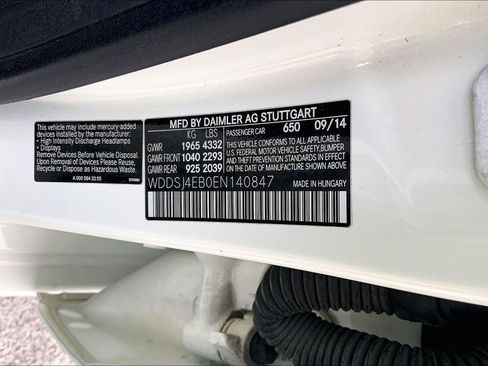 This vehicle may include mercury-added
devices installed by the manufacturer:
• High Intensity Discharge Headlamps
• Displays
Remove Devices Before Vehicle Disposal.
Upon Removal of Devices Please Reuse,
Recycle or dispose as Hazardous Waste.
A 000 584 33 05
MFD BY DAIMLER AG STUTTGART
KG LBS
PASSENGER CAR 650 09/14
GVWR 1965 4332
GAWR FRONT 1040 2293
GAWR REAR 925 2039
THIS VEHICLE CONFORMS TO ALL APPLICABLE
U.S. FEDERAL MOTOR VEHICLE SAFETY, BUMPER
AND THEFT PREVENTION STANDARDS IN EFFECT
ON THE DATE OF MANUFACTURE SHOWN ABOVE.
WDDSJ4EB0EN140847
MADE IN HUNGARY